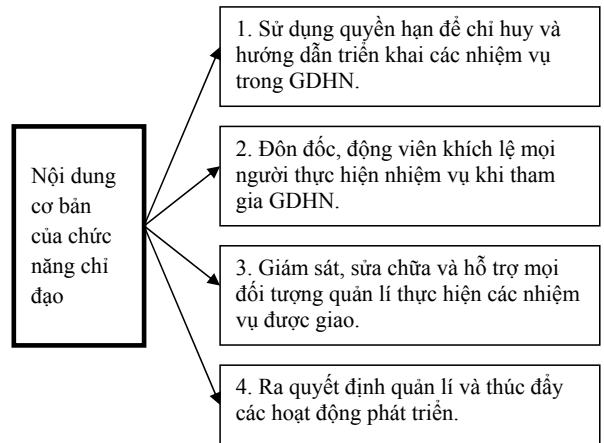 Nội dung
cơ bản
của chức
năng chỉ
đạo
1. Sử dụng quyền hạn để chỉ huy và
hướng dẫn triển khai các nhiệm vụ
trong GDHN.
2. Đôn đốc, động viên khích lệ mọi
người thực hiện nhiệm vụ khi tham
gia GDHN.
3. Giám sát, sửa chữa và hỗ trợ mọi
đối tượng quản lí thực hiện các nhiệm
vụ được giao.
4. Ra quyết định quản lí và thúc đẩy
các hoạt động phát triển.